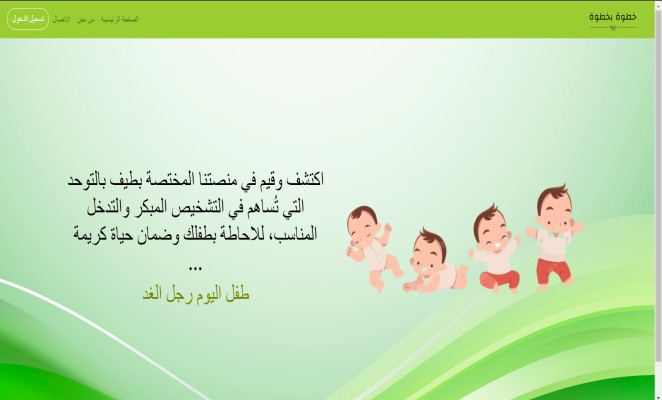 خطوة بخطوة
الصفحة الرئيسية
من نحن
الاتصال
تسجيل الدخول
اكتشف وقيم في منصتنا المختصة بطيف بالتوحد
التي تُساهم في التشخيص المبكر والتدخل
المناسب، للاحاطة بطفلك وضمان حياة كريمة
...
طفل اليوم رجل الغد